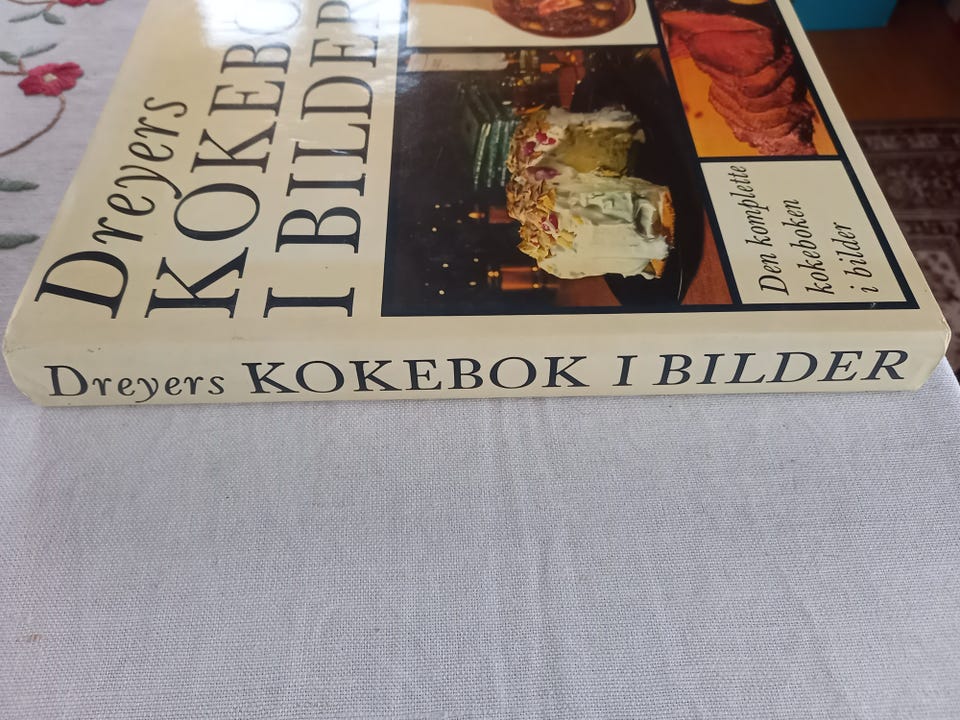 Dreyers
KOKEBO
I BILDER
Den komplette
kokeboken
i bilder
Dreyers KOKEBOK I BILDER